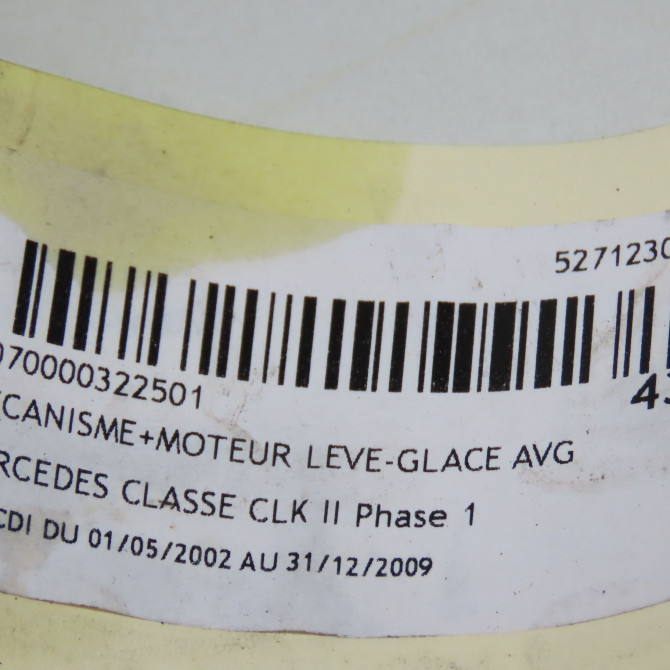 5271230
070000322501
43
CANISME+MOTEUR LEVE-GLACE AVG
RCEDES CLASSE CLK II Phase 1
CDI DU 01/05/2002 AU 31/12/2009